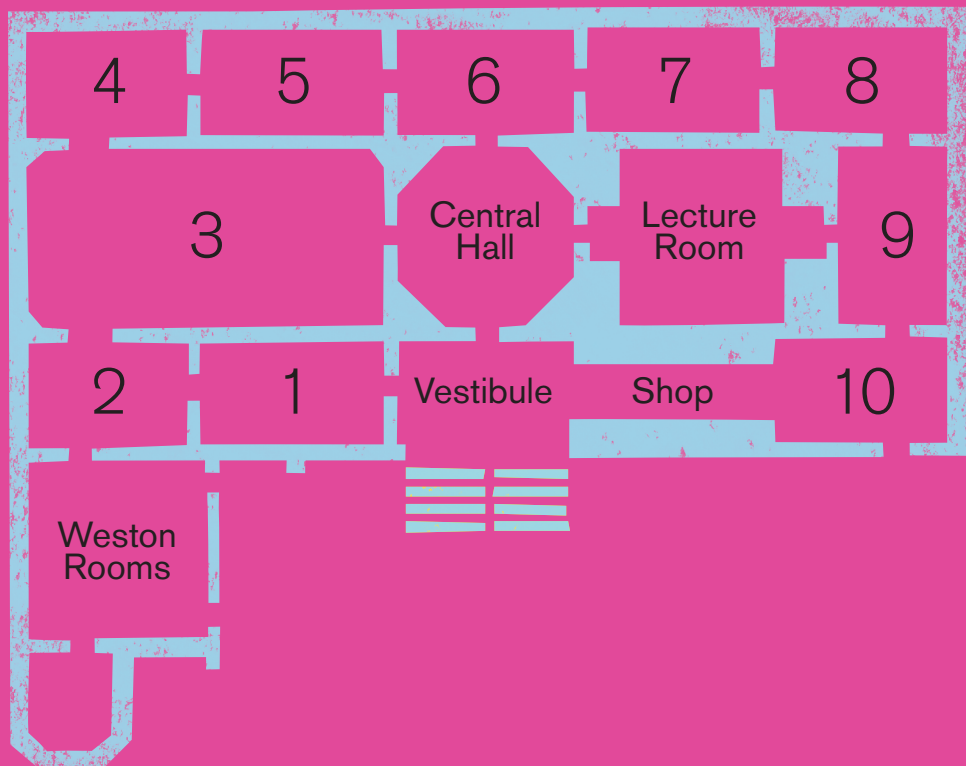 4
5
6
7
8
3
Central
Hall
Lecture
Room
9
2
1
Vestibule
Shop
10
Weston
Rooms